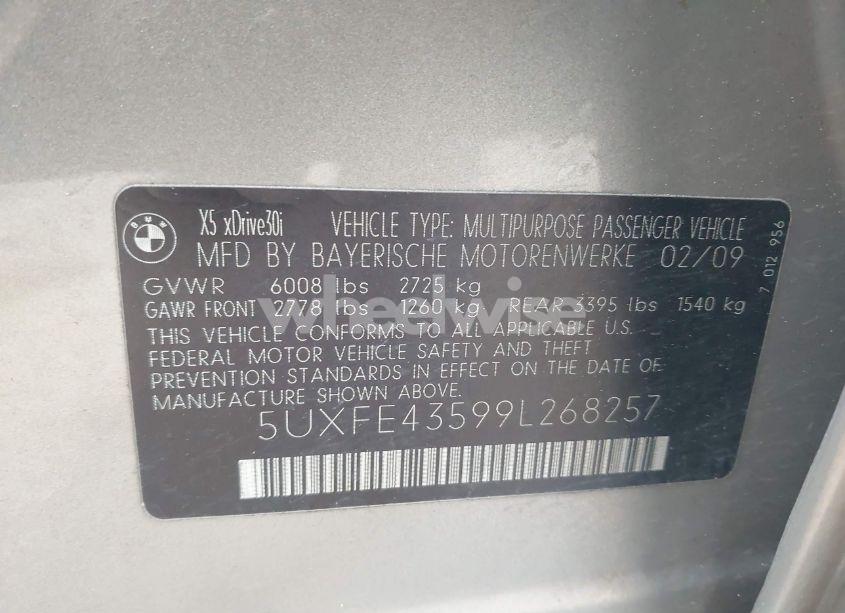 BMW
X5 xDrive30i VEHICLE TYPE: MULTIPURPOSE PASSENGER VEHICLE
MFD BY BAYERISCHE MOTORENWERKE 02/09
GVWR 6008 lbs 2725 kg
GAWR FRONT 2778 lbs 1260 kg REAR 3395 lbs 1540 kg
THIS VEHICLE CONFORMS TO ALL APPLICABLE U.S.
FEDERAL MOTOR VEHICLE SAFETY AND THEFT
PREVENTION STANDARDS IN EFFECT ON THE DATE OF
MANUFACTURE SHOWN ABOVE.
5UXFE43599L268257
7 012 956
wheelwise